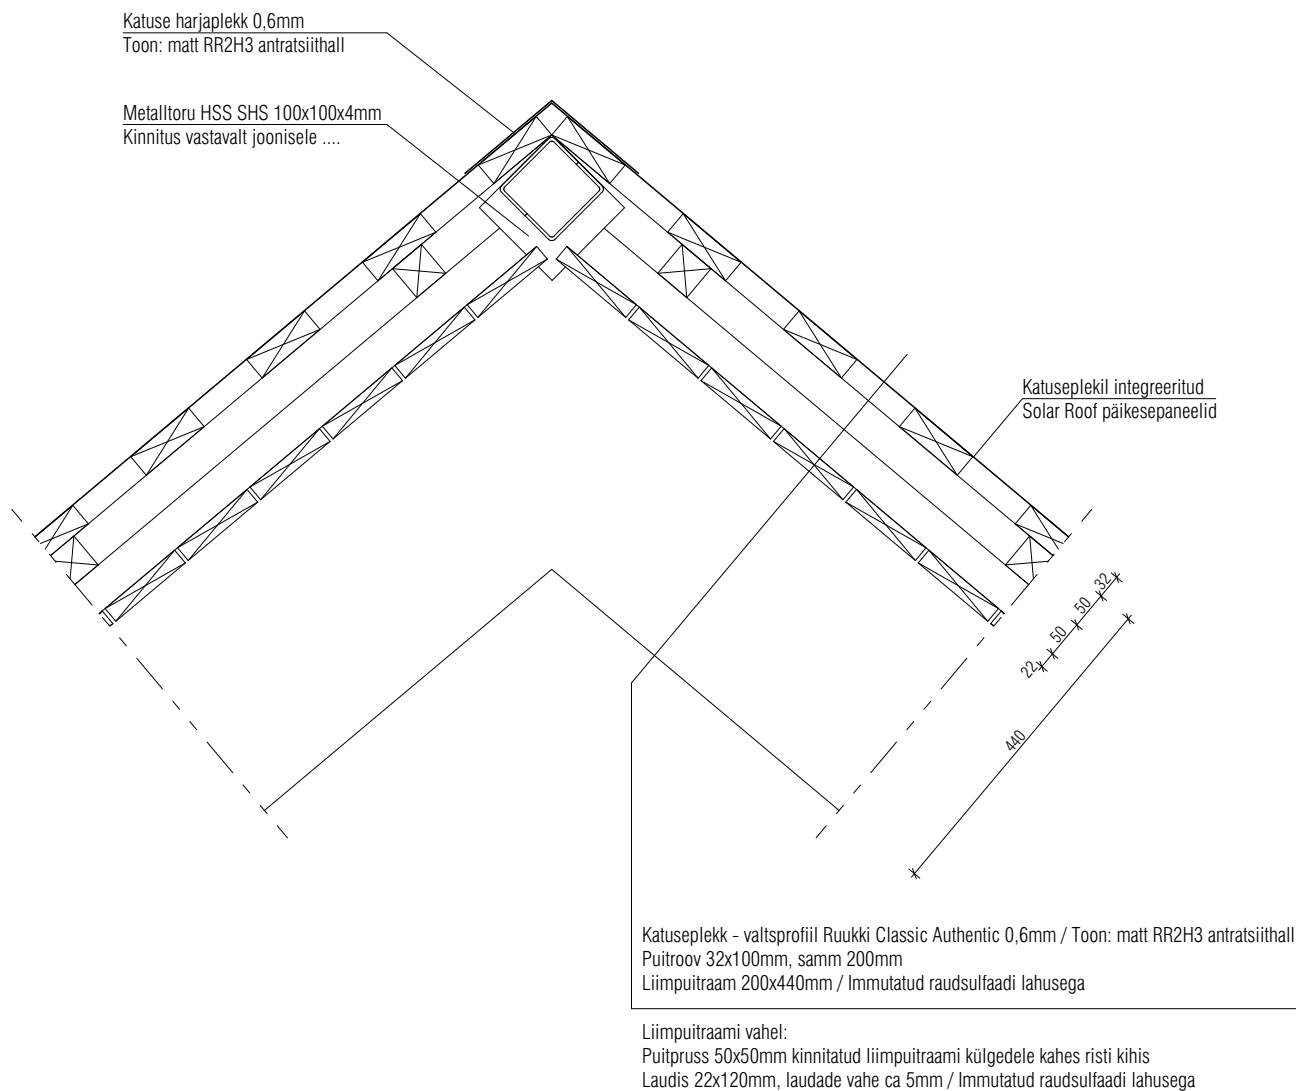 Katuse harjaplekk 0,6mm
Toon: matt RR2H3 antratsiithall
Metalltoru HSS SHS 100x100x4mm
Kinnitus vastavalt joonisele ....
Katuseplekil integreeritud
Solar Roof päikesepaneelid
32
50
50
22
440
Katuseplekk - valtsprofiil Ruukki Classic Authentic 0,6mm / Toon: matt RR2H3 antratsiithall
Puitroov 32x100mm, samm 200mm
Liimpuitraam 200x440mm / Immutatud raudsulfaadi lahusega
Liimpuitraami vahel:
Puitpruss 50x50mm kinnitatud liimpuitraami külgedele kahes risti kihis
Laudis 22x120mm, laudade vahe ca 5mm / Immutatud raudsulfaadi lahusega